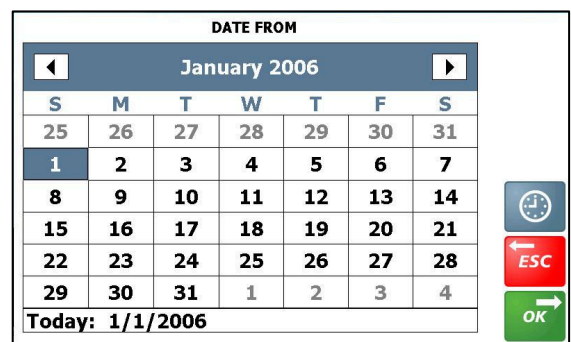 DATE FROM
January 2006
S M T W T F S
25 26 27 28 29 30 31
1 2 3 4 5 6 7
8 9 10 11 12 13 14
15 16 17 18 19 20 21
22 23 24 25 26 27 28
29 30 31 1 2 3 4
Today: 1/1/2006
ESC
OK